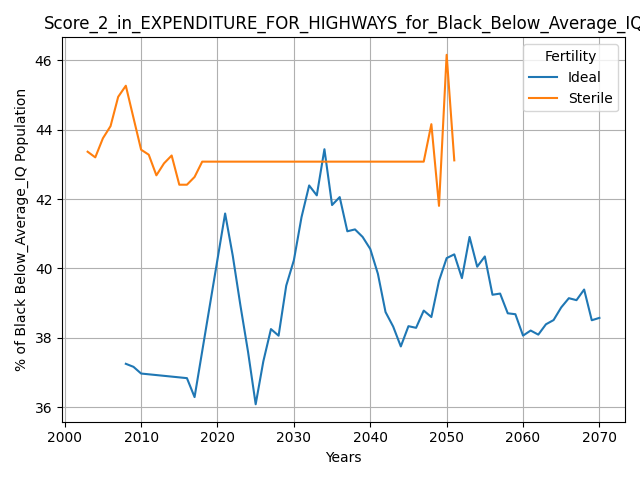 Score_2_in_EXPENDITURE_FOR_HIGHWAYS_for_Black_Below_Average_IQ
Fertility
Ideal
Sterile
% of Black Below_Average_IQ Population
46
44
42
40
38
36
2000 2010 2020 2030 2040 2050 2060 2070
Years